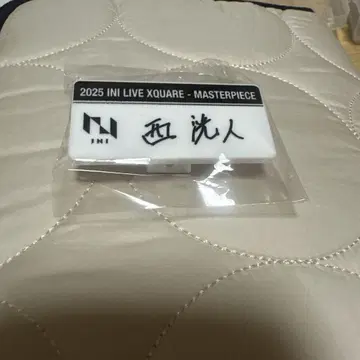 2025 INI LIVE XQUARE - MASTERPIECE
西 洸人
INI